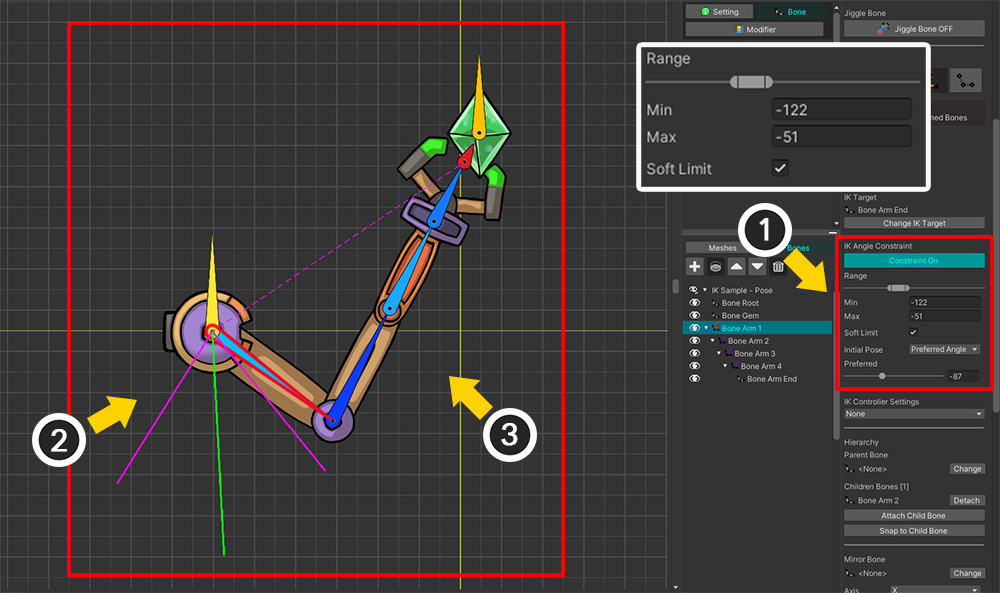 Setting
Bone
Modifier
Jiggle Bone
Jiggle Bone OFF
Range
Min
-122
Max
-51
Soft Limit
ned Bones
IK Target
Bone Arm End
Change IK Target
1
Meshes
Bones
IK Sample - Pose
Bone Root
Bone Gem
Bone Arm 1
Bone Arm 2
Bone Arm 3
Bone Arm 4
Bone Arm End
IK Angle Constraint
Constraint On
Range
Min
-122
Max
-51
Soft Limit
Initial Pose
Preferred Angle
Preferred
-87
IK Controller Settings
None
Hierarchy
Parent Bone
<None>
Change
Children Bones [1]
Bone Arm 2
Detach
Attach Child Bone
Snap to Child Bone
Mirror Bone
<None>
Change
Axis
X
2
3